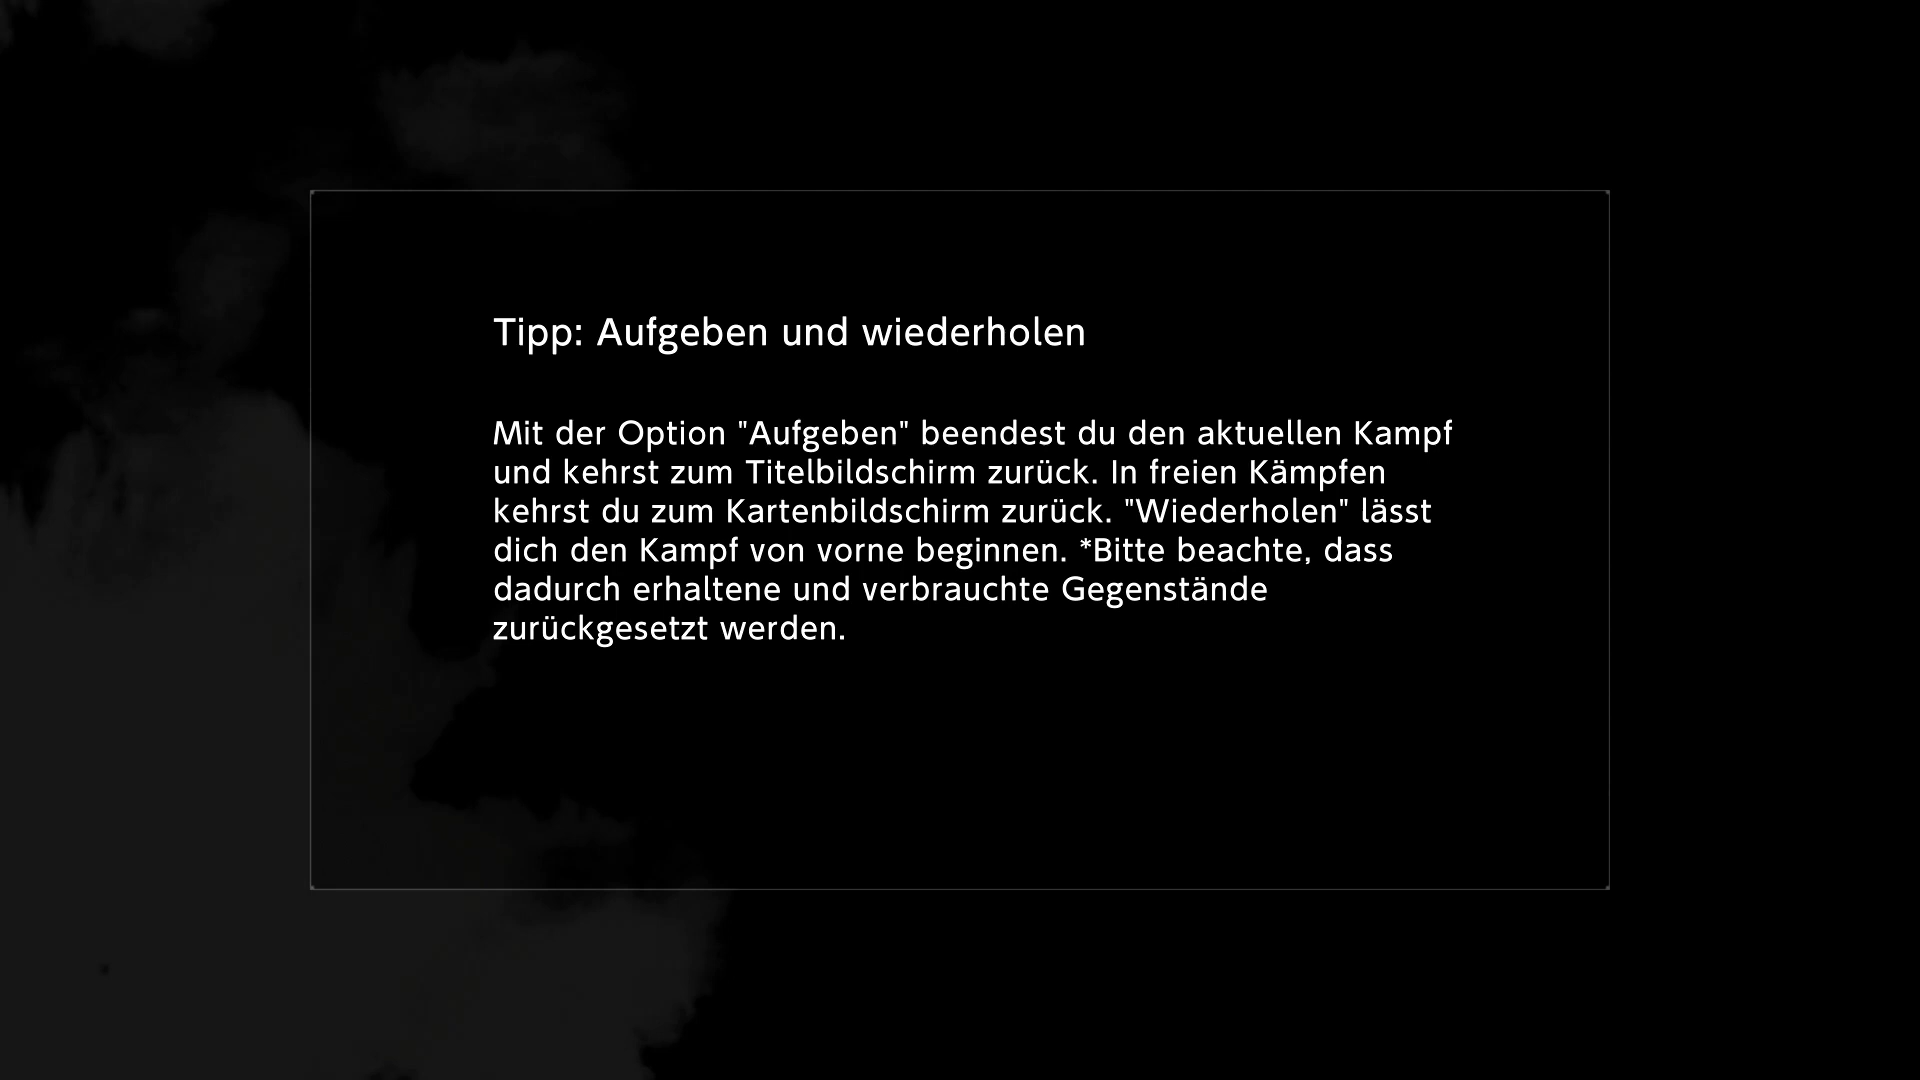 Tipp: Aufgeben und wiederholen
Mit der Option "Aufgeben" beendest du den aktuellen Kampf
und kehrst zum Titelbildschirm zurück. In freien Kämpfen
kehrst du zum Kartenbildschirm zurück. "Wiederholen" lässt
dich den Kampf von vorne beginnen. *Bitte beachte, dass
dadurch erhaltene und verbrauchte Gegenstände
zurückgesetzt werden.